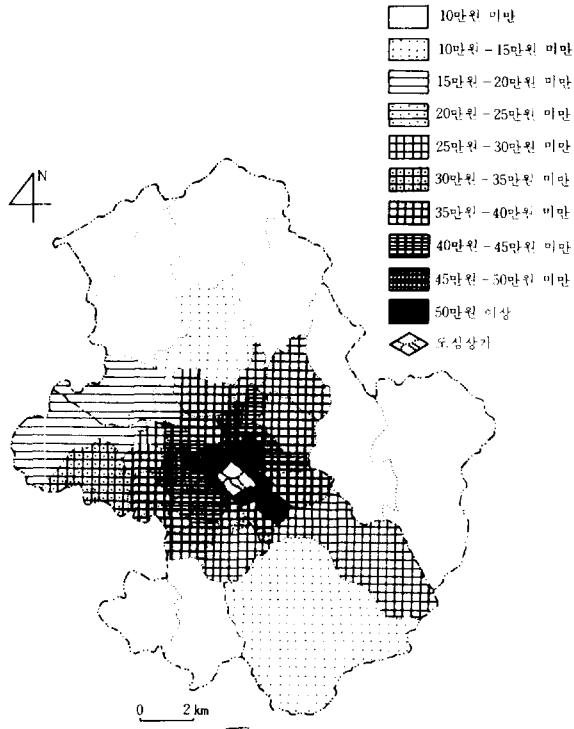 10만원 미만
10만원-15만원 미만
15만원-20만원 미만
20만원-25만원 미만
25만원-30만원 미만
30만원-35만원 미만
35만원-40만원 미만
40만원-45만원 미만
45만원-50만원 미만
50만원 이상
도심상가
N
0 2 km